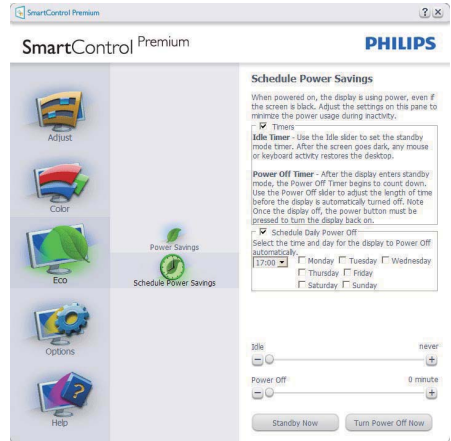 SmartControl Premium
? ×
SmartControl Premium
PHILIPS
Adjust
Color
Eco
Options
Help
Power Savings
Schedule Power Savings
Schedule Power Savings
When powered on, the display is using power, even if
the screen is black. Adjust the settings on this pane to
minimize the power usage during inactivity.
Timers
Idle Timer - Use the Idle slider to set the standby
mode timer. After the screen goes dark, any mouse
or keyboard activity restores the desktop.
Power Off Timer - After the display enters standby
mode, the Power Off Timer begins to count down.
Use the Power Off slider to adjust the length of time
before the display is automatically turned off. Note
Once the display off, the power button must be
pressed to turn the display back on.
Schedule Daily Power Off
Select the time and day for the display to Power Off
automatically.
17:00 Monday Tuesday Wednesday
Thursday Friday
Saturday Sunday
Idle never
Power Off 0 minute
Standby Now Turn Power Off Now